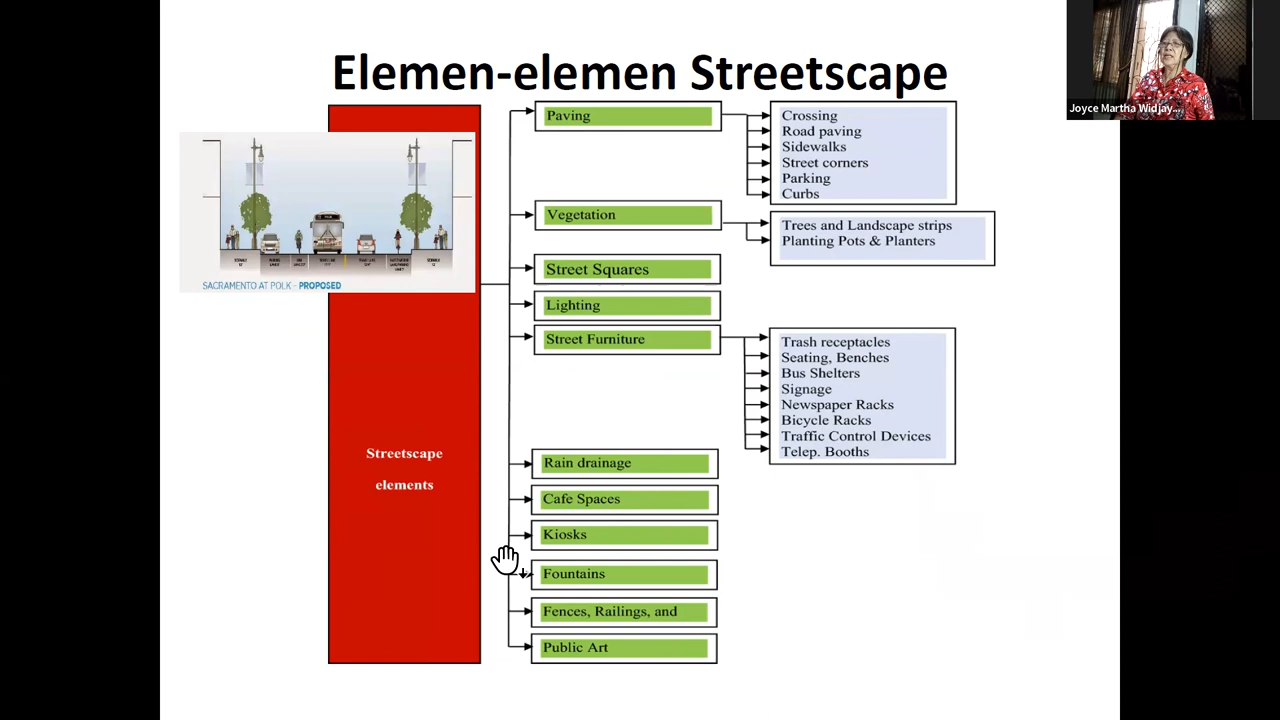 Elemen-elemen Streetscape
Joyce Martha Widjay...
SACRAMENTO AT POLK - PROPOSED
Streetscape
elements
Paving
Crossing
Road paving
Sidewalks
Street corners
Parking
Curbs
Vegetation
Trees and Landscape strips
Planting Pots & Planters
Street Squares
Lighting
Street Furniture
Trash receptacles
Seating, Benches
Bus Shelters
Signage
Newspaper Racks
Bicycle Racks
Traffic Control Devices
Telep. Booths
Rain drainage
Cafe Spaces
Kiosks
Fountains
Fences, Railings, and
Public Art